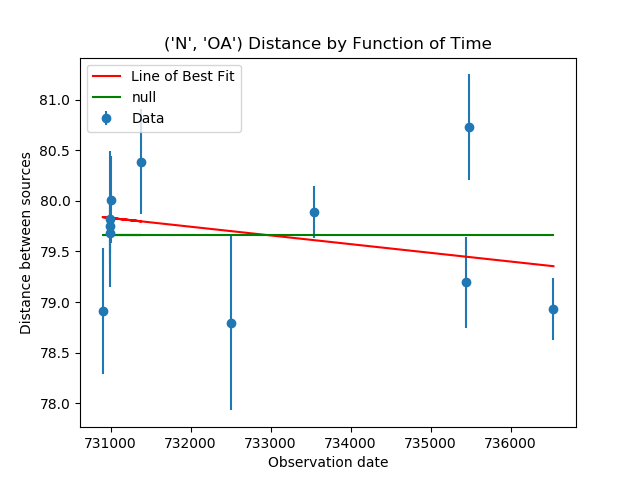 ('N', 'OA') Distance by Function of Time
Line of Best Fit
null
Data
Distance between sources
81.0
80.5
80.0
79.5
79.0
78.5
78.0
731000
732000
733000
734000
735000
736000
Observation date